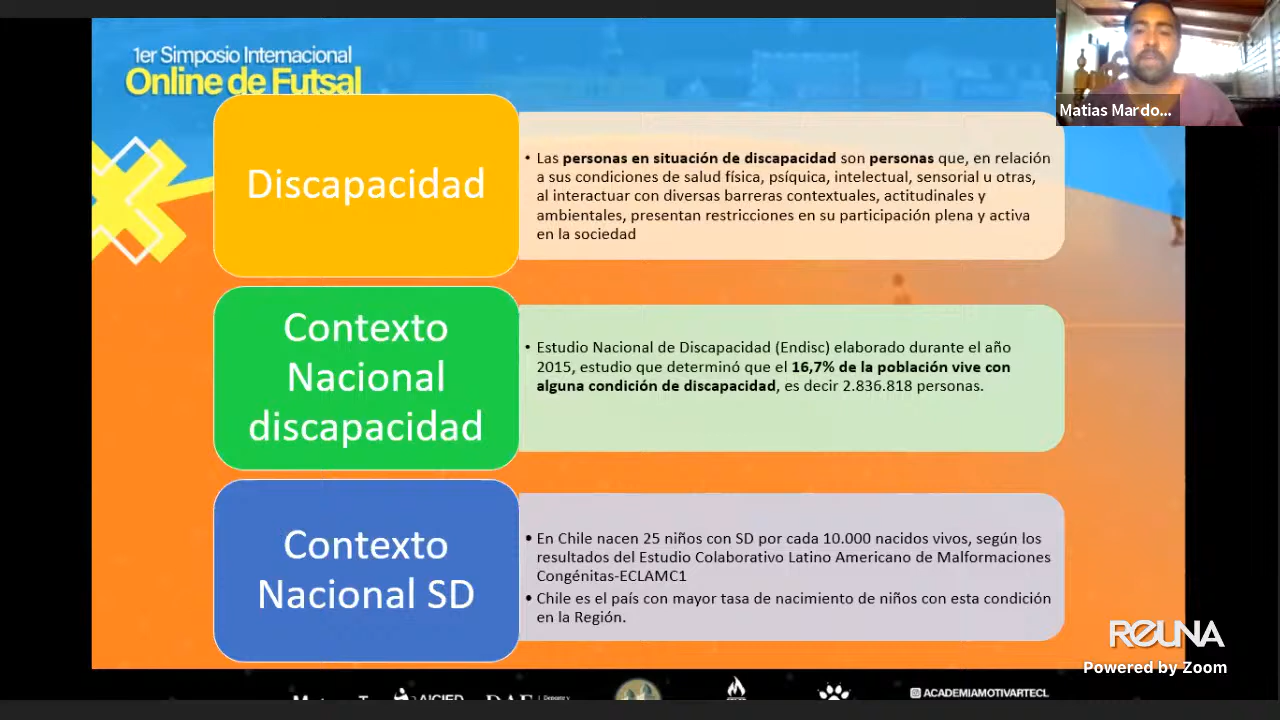 1er Simposio Internacional
Online de Futsal
Matias Mardo...
Discapacidad
• Las personas en situación de discapacidad son personas que, en relación
a sus condiciones de salud física, psíquica, intelectual, sensorial u otras,
al interactuar con diversas barreras contextuales, actitudinales y
ambientales, presentan restricciones en su participación plena y activa
en la sociedad
Contexto
Nacional
discapacidad
• Estudio Nacional de Discapacidad (Endisc) elaborado durante el año
2015, estudio que determinó que el 16,7% de la población vive con
alguna condición de discapacidad, es decir 2.836.818 personas.
Contexto
Nacional SD
• En Chile nacen 25 niños con SD por cada 10.000 nacidos vivos, según los
resultados del Estudio Colaborativo Latino Americano de Malformaciones
Congénitas-ECLAMC1
• Chile es el país con mayor tasa de nacimiento de niños con esta condición
en la Región.
REUNA
Powered by Zoom
ACADEMIAMOTIVARTECL